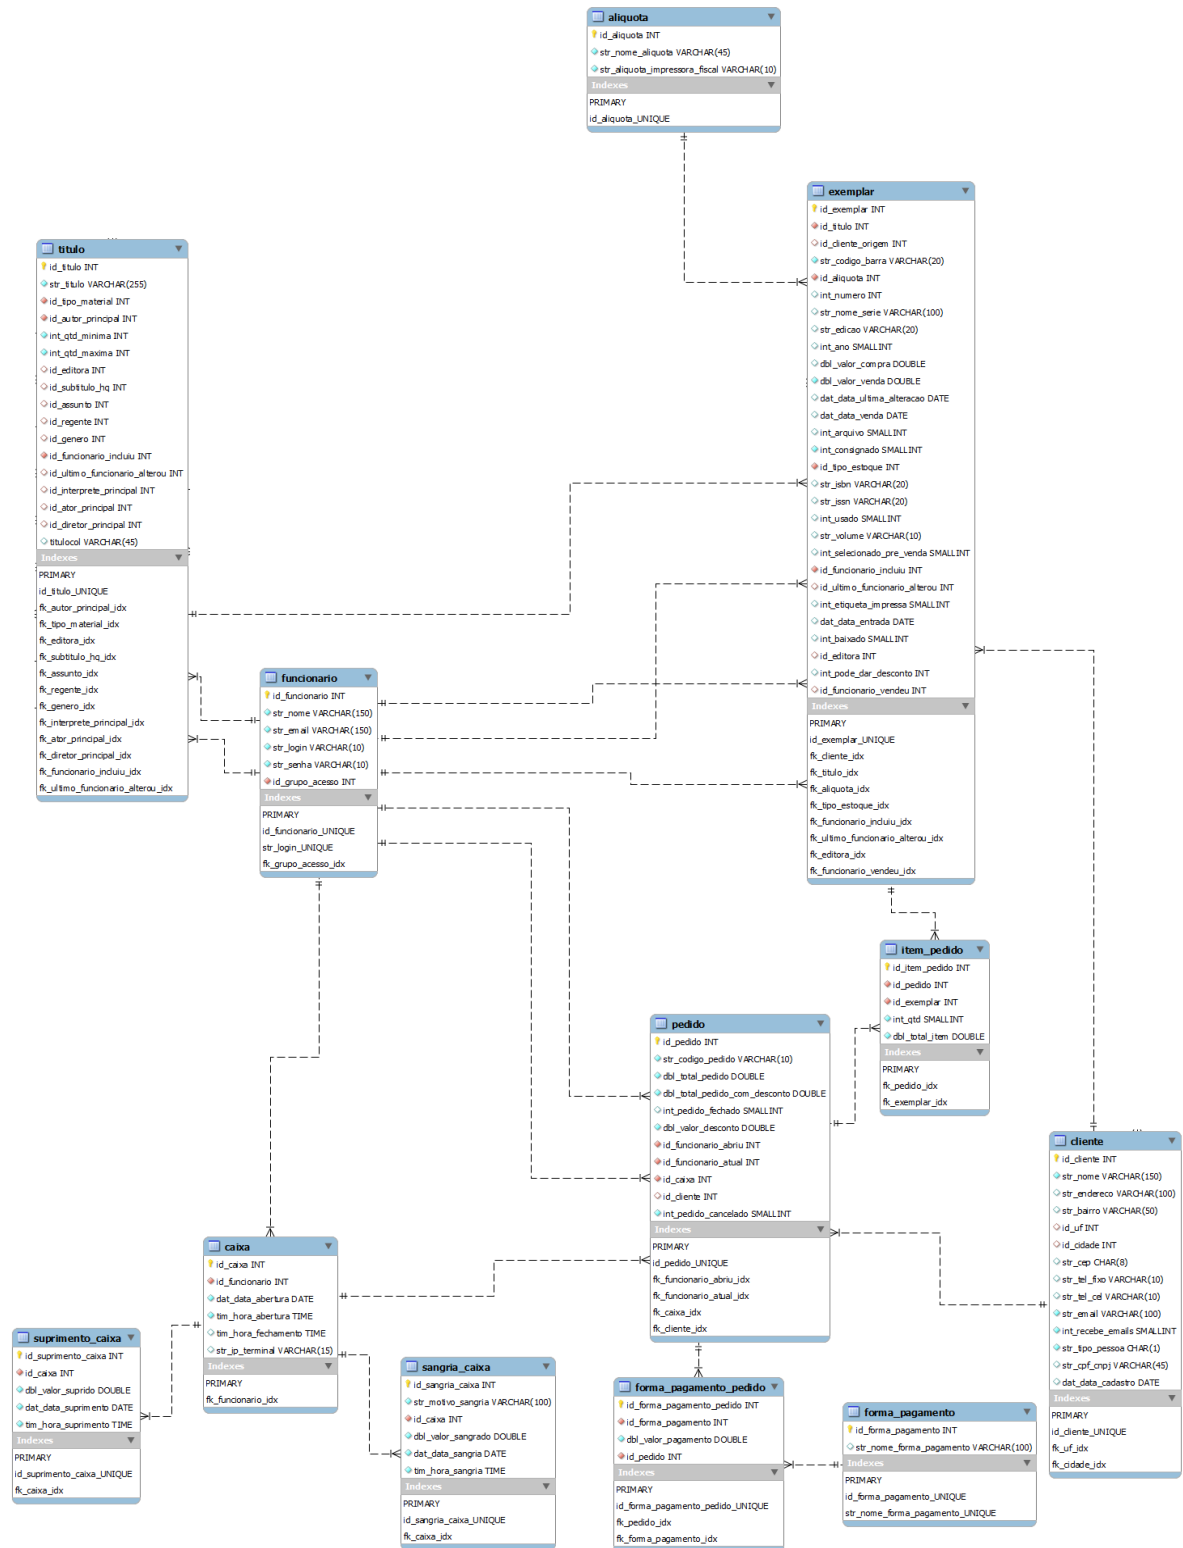 aliquota
id_aliquota INT
str_nome_aliquota VARCHAR(45)
str_aliquota_impressora_fiscal VARCHAR(10)
Indexes
PRIMARY
id_aliquota_UNIQUE
exemplar
id_exemplar INT
id_titulo INT
id_cliente_origem INT
str_codigo_barra VARCHAR(20)
id_aliquota INT
int_numero INT
str_nome_serie VARCHAR(100)
str_edicao VARCHAR(20)
int_ano SMALLINT
dbl_valor_compra DOUBLE
dbl_valor_venda DOUBLE
dat_data_ultima_alteracao DATE
dat_data_venda DATE
int_arquivo SMALLINT
int_consignado SMALLINT
id_tipo_estoque INT
str_isbn VARCHAR(20)
str_issn VARCHAR(20)
int_usado SMALLINT
str_volume VARCHAR(10)
int_selecionado_pre_venda SMALLINT
id_funcionario_incluiu INT
id_ultimo_funcionario_alterou INT
int_etiqueta_impressa SMALLINT
dat_data_entrada DATE
int_baixado SMALLINT
id_editora INT
int_pode_dar_desconto INT
id_funcionario_vendeu INT
Indexes
PRIMARY
id_exemplar_UNIQUE
fk_cliente_idx
fk_titulo_idx
fk_aliquota_idx
fk_tipo_estoque_idx
fk_funcionario_incluiu_idx
fk_ultimo_funcionario_alterou_idx
fk_editora_idx
fk_funcionario_vendeu_idx
titulo
id_titulo INT
str_titulo VARCHAR(255)
id_tipo_material INT
id_autor_principal INT
int_qtd_minima INT
int_qtd_maxima INT
id_editora INT
id_subtitulo_hq INT
id_assunto INT
id_regente INT
id_genero INT
id_funcionario_incluiu INT
id_ultimo_funcionario_alterou INT
id_interprete_principal INT
id_ator_principal INT
id_diretor_principal INT
titulocol VARCHAR(45)
Indexes
PRIMARY
id_titulo_UNIQUE
fk_autor_principal_idx
fk_tipo_material_idx
fk_editora_idx
fk_subtitulo_hq_idx
fk_assunto_idx
fk_regente_idx
fk_genero_idx
fk_interprete_principal_idx
fk_ator_principal_idx
fk_diretor_principal_idx
fk_funcionario_incluiu_idx
fk_ultimo_funcionario_alterou_idx
funcionario
id_funcionario INT
str_nome VARCHAR(150)
str_email VARCHAR(150)
str_login VARCHAR(10)
str_senha VARCHAR(10)
id_grupo_acesso INT
Indexes
PRIMARY
id_funcionario_UNIQUE
str_login_UNIQUE
fk_grupo_acesso_idx
item_pedido
id_item_pedido INT
id_pedido INT
id_exemplar INT
int_qtd SMALLINT
dbl_total_item DOUBLE
Indexes
PRIMARY
fk_pedido_idx
fk_exemplar_idx
pedido
id_pedido INT
str_codigo_pedido VARCHAR(10)
dbl_total_pedido DOUBLE
dbl_total_pedido_com_desconto DOUBLE
int_pedido_fechado SMALLINT
dbl_valor_desconto DOUBLE
id_funcionario_abriu INT
id_funcionario_atual INT
id_caixa INT
id_cliente INT
int_pedido_cancelado SMALLINT
Indexes
PRIMARY
id_pedido_UNIQUE
fk_funcionario_abriu_idx
fk_funcionario_atual_idx
fk_caixa_idx
fk_cliente_idx
cliente
id_cliente INT
str_nome VARCHAR(150)
str_endereco VARCHAR(100)
str_bairro VARCHAR(50)
id_uf INT
id_cidade INT
str_cep CHAR(8)
str_tel_fixo VARCHAR(10)
str_tel_cel VARCHAR(10)
str_email VARCHAR(100)
int_recebe_emails SMALLINT
str_tipo_pessoa CHAR(1)
str_cpf_cnpj VARCHAR(45)
dat_data_cadastro DATE
Indexes
PRIMARY
id_cliente_UNIQUE
fk_uf_idx
fk_cidade_idx
caixa
id_caixa INT
id_funcionario INT
dat_data_abertura DATE
tim_hora_abertura TIME
tim_hora_fechamento TIME
str_ip_terminal VARCHAR(15)
Indexes
PRIMARY
fk_funcionario_idx
suprimento_caixa
id_suprimento_caixa INT
id_caixa INT
dbl_valor_suprido DOUBLE
dat_data_suprimento DATE
tim_hora_suprimento TIME
Indexes
PRIMARY
id_suprimento_caixa_UNIQUE
fk_caixa_idx
sangria_caixa
id_sangria_caixa INT
str_motivo_sangria VARCHAR(100)
id_caixa INT
dbl_valor_sangrado DOUBLE
dat_data_sangria DATE
tim_hora_sangria TIME
Indexes
PRIMARY
id_sangria_caixa_UNIQUE
fk_caixa_idx
forma_pagamento_pedido
id_forma_pagamento_pedido INT
id_forma_pagamento INT
dbl_valor_pagamento DOUBLE
id_pedido INT
Indexes
PRIMARY
id_forma_pagamento_pedido_UNIQUE
fk_pedido_idx
fk_forma_pagamento_idx
forma_pagamento
id_forma_pagamento INT
str_nome_forma_pagamento VARCHAR(100)
Indexes
PRIMARY
id_forma_pagamento_UNIQUE
str_nome_forma_pagamento_UNIQUE